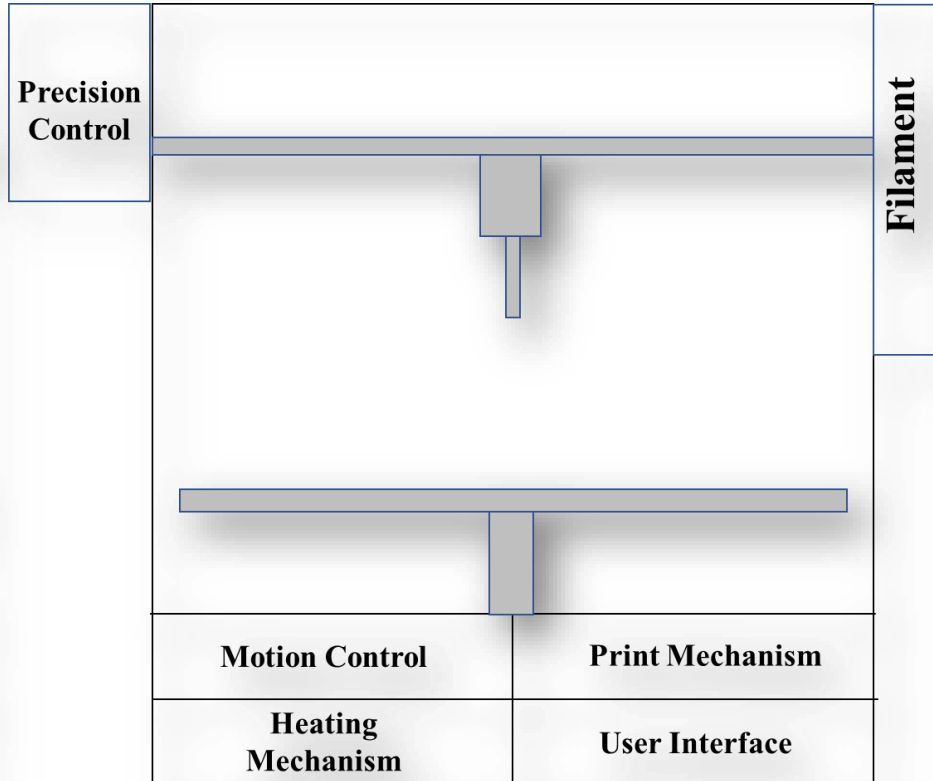 Precision
Control
Filament
Motion Control
Print Mechanism
Heating
Mechanism
User Interface